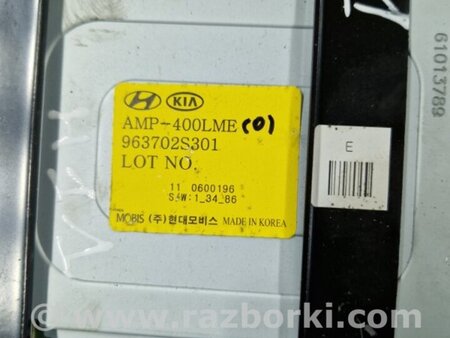 KIA
AMP-400LME (0)
963702S301
LOT NO.
11 0600196
S/W:1_34_86
MOBIS (주)현대모비스 MADE IN KOREA
E
61013789
www.razborki.com